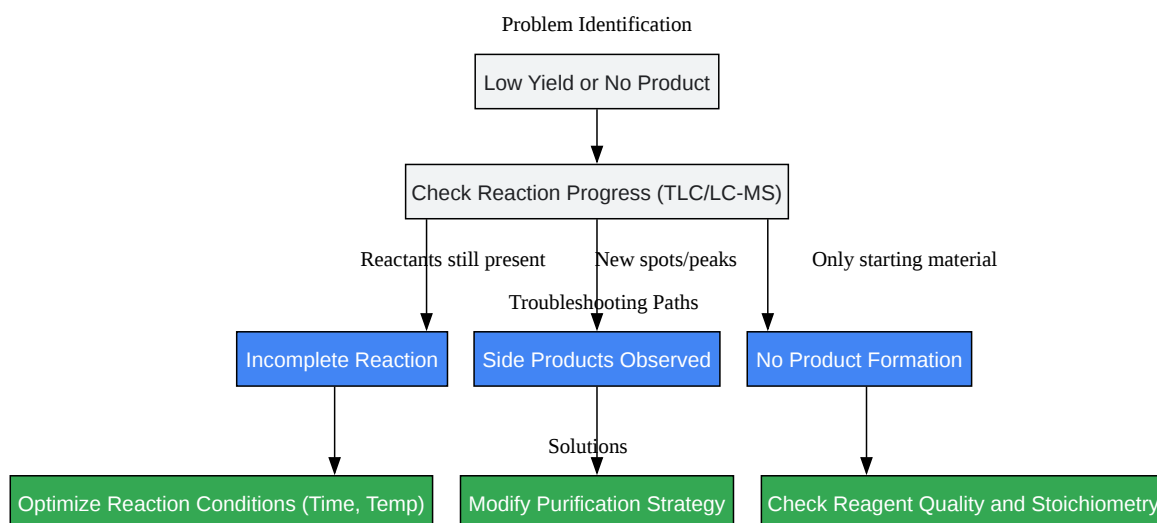 Problem Identification
Low Yield or No Product
Check Reaction Progress (TLC/LC-MS)
Reactants still present
New spots/peaks
Only starting material
Troubleshooting Paths
Incomplete Reaction
Side Products Observed
No Product Formation
Solutions
Optimize Reaction Conditions (Time, Temp)
Modify Purification Strategy
Check Reagent Quality and Stoichiometry